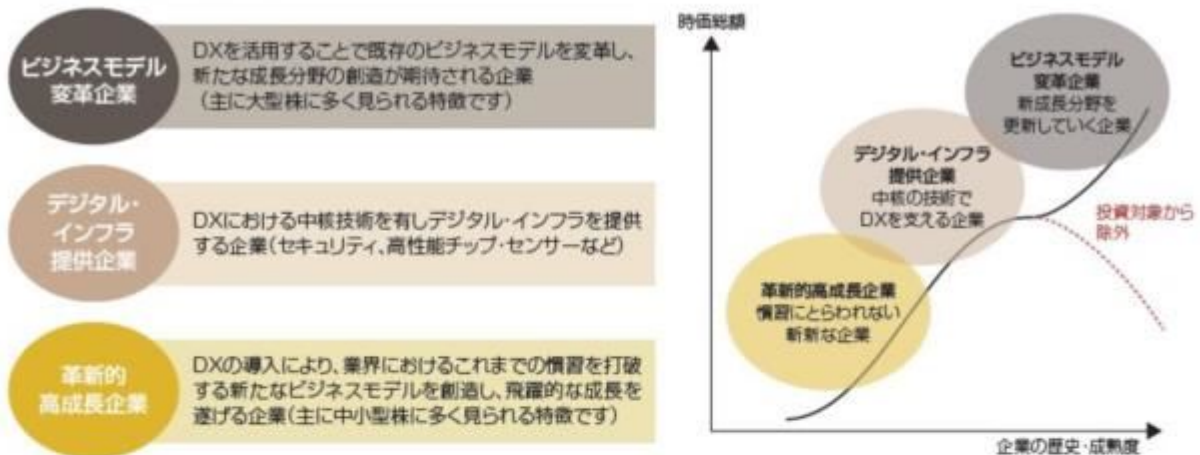 ビジネスモデル
変革企業
DXを活用することで既存のビジネスモデルを変革し、
新たな成長分野の創造が期待される企業
(主に大型株に多く見られる特徴です)
デジタル・
インフラ
提供企業
DXにおける中核技術を有しデジタル・インフラを提供
する企業(セキュリティ、高性能チップ・センサーなど)
革新的
高成長企業
DXの導入により、業界におけるこれまでの慣習を打破
する新たなビジネスモデルを創造し、飛躍的な成長を
遂げる企業(主に中小型株に多く見られる特徴です)
時価総額
ビジネスモデル
変革企業
新成長分野を
更新していく企業
デジタル・インフラ
提供企業
中核の技術で
DXを支える企業
投資対象から
除外
革新的高成長企業
慣習にとらわれない
斬新な企業
企業の歴史・成熟度